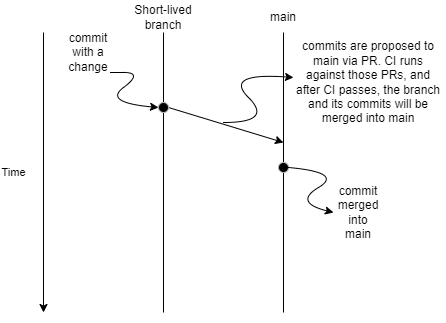 Short-lived
branch
main
commit
with a
change
commits are proposed to
main via PR. CI runs
against those PRs, and
after CI passes, the branch
and its commits will be
merged into main
Time
commit
merged
into
main